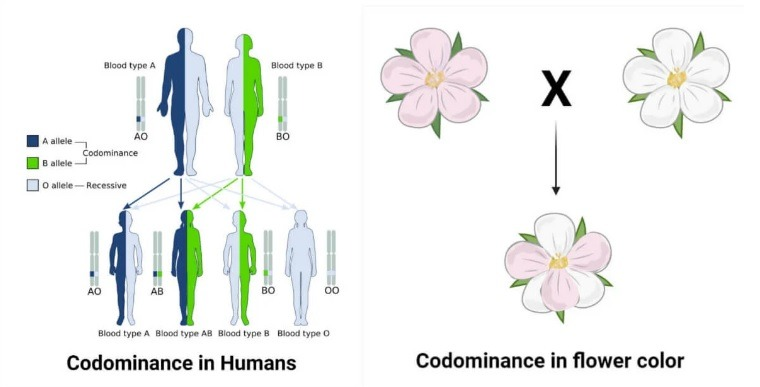 Blood type A
Blood type B
AO
BO
A allele
Codominance
B allele
O allele — Recessive
AO
AB
BO
OO
Blood type A Blood type AB Blood type B Blood type O
Codominance in Humans
X
Codominance in flower color